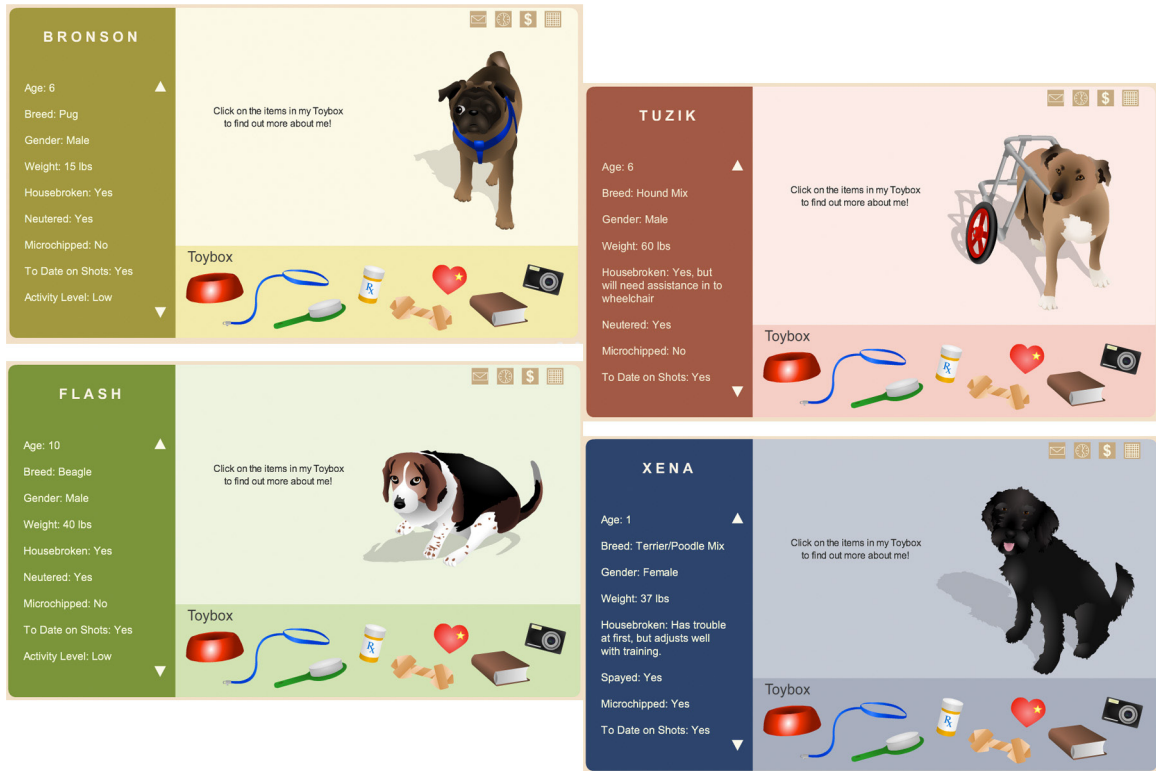 BRONSON
Age: 6
Breed: Pug
Gender: Male
Weight: 15 lbs
Housebroken: Yes
Neutered: Yes
Microchipped: No
To Date on Shots: Yes
Activity Level: Low
$
Click on the items in my Toybox
to find out more about me!
Toybox
Rx
FLASH
Age: 10
Breed: Beagle
Gender: Male
Weight: 40 lbs
Housebroken: Yes
Neutered: Yes
Microchipped: No
To Date on Shots: Yes
Activity Level: Low
$
Click on the items in my Toybox
to find out more about me!
Toybox
Rx
TUZIK
Age: 6
Breed: Hound Mix
Gender: Male
Weight: 60 lbs
Housebroken: Yes, but
will need assistance in to
wheelchair
Neutered: Yes
Microchipped: No
To Date on Shots: Yes
$
Click on the items in my Toybox
to find out more about me!
Toybox
Rx
XENA
Age: 1
Breed: Terrier/Poodle Mix
Gender: Female
Weight: 37 lbs
Housebroken: Has trouble
at first, but adjusts well
with training.
Spayed: Yes
Microchipped: Yes
To Date on Shots: Yes
$
Click on the items in my Toybox
to find out more about me!
Toybox
Rx